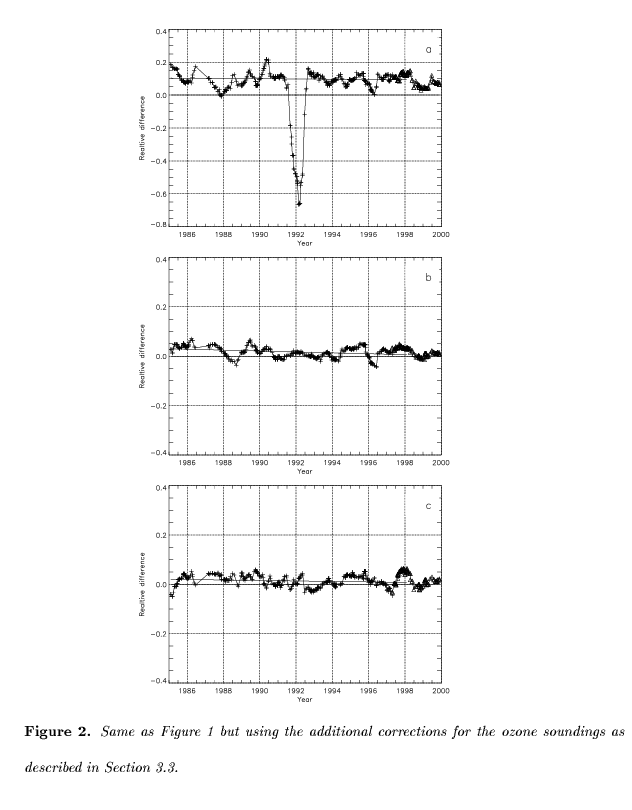 0.4
a
0.2
0.0
Realtive difference
−0.2
−0.4
−0.6
−0.8
1986 1988 1990 1992 1994 1996 1998 2000
Year
0.4
b
0.2
0.0
Realtive difference
−0.2
−0.4
1986 1988 1990 1992 1994 1996 1998 2000
Year
0.4
c
0.2
0.0
Realtive difference
−0.2
−0.4
1986 1988 1990 1992 1994 1996 1998 2000
Year
Figure 2. Same as Figure 1 but using the additional corrections for the ozone soundings as
described in Section 3.3.